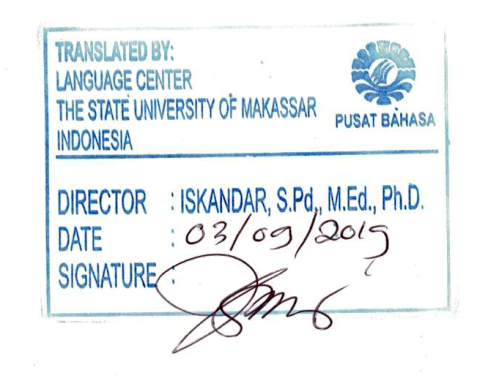 TRANSLATED BY:
LANGUAGE CENTER
THE STATE UNIVERSITY OF MAKASSAR
INDONESIA
PUSAT BAHASA
DIRECTOR : ISKANDAR, S.Pd., M.Ed., Ph.D.
DATE : 03/09/2019
SIGNATURE :